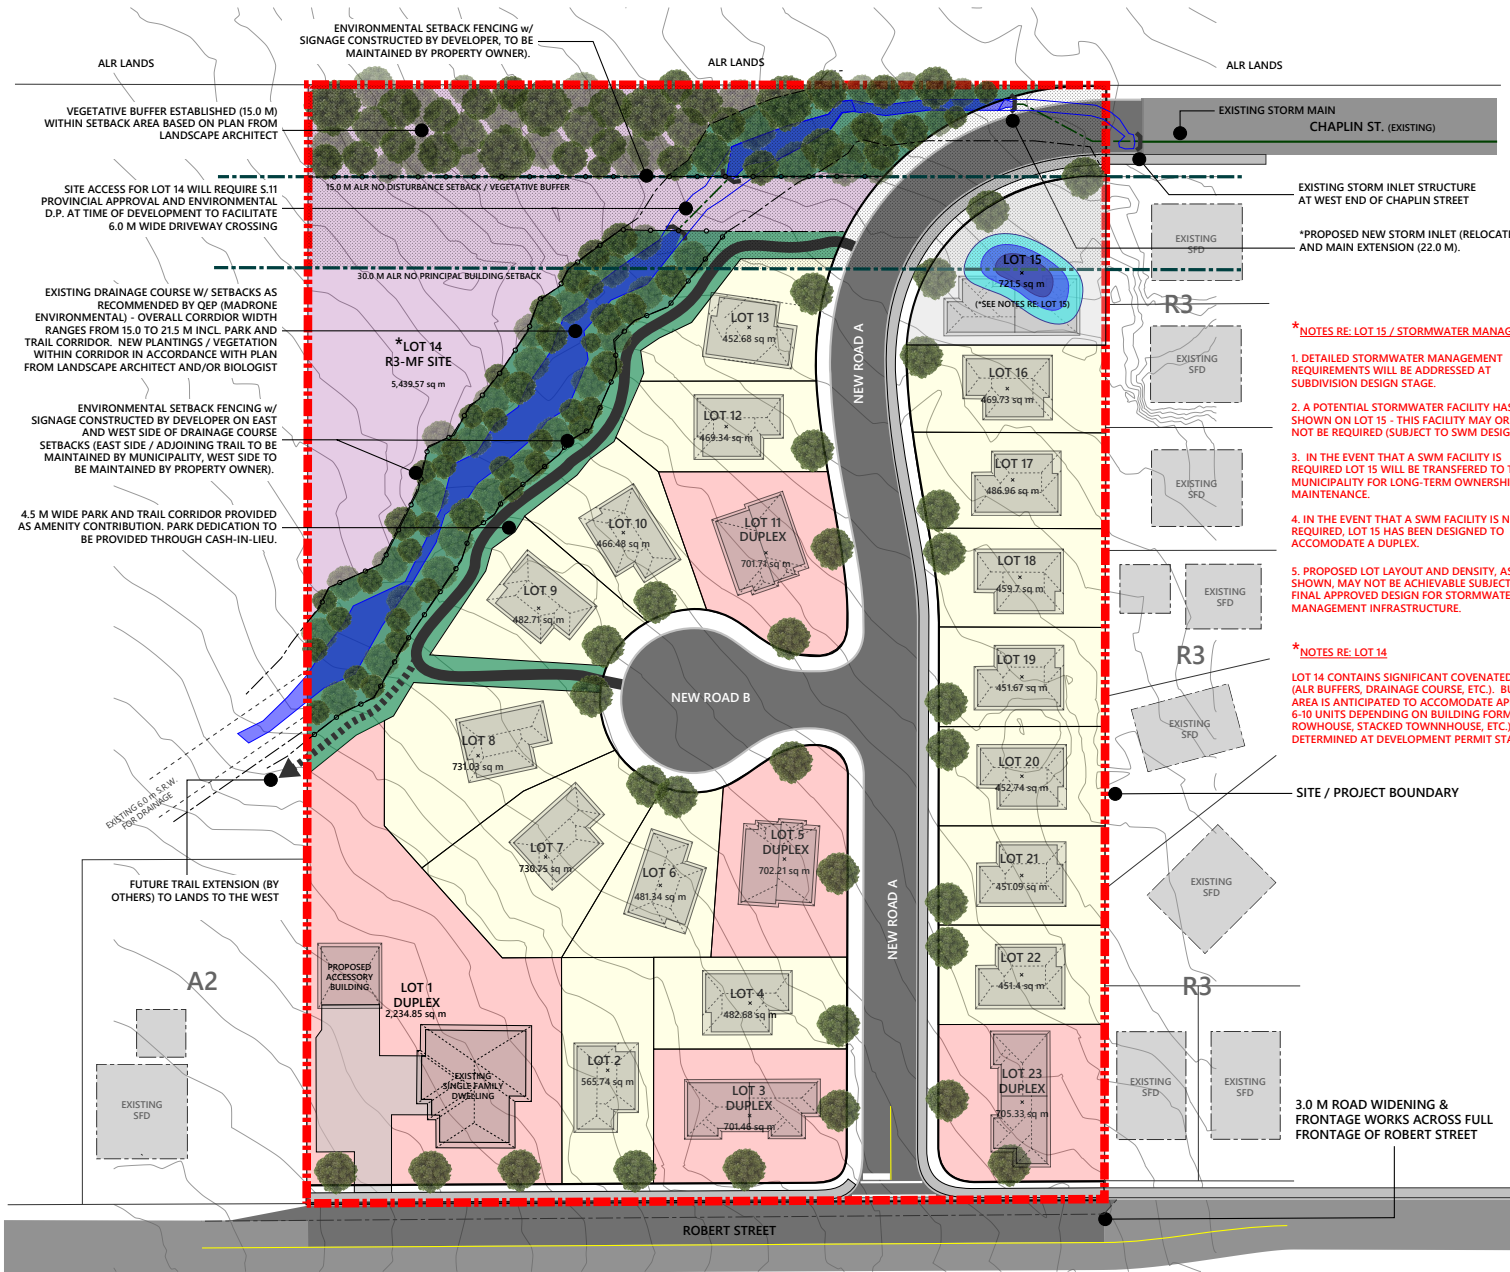 ENVIRONMENTAL SETBACK FENCING w/
SIGNAGE CONSTRUCTED BY DEVELOPER, TO BE
MAINTAINED BY PROPERTY OWNER).
ALR LANDS
ALR LANDS
ALR LANDS
VEGETATIVE BUFFER ESTABLISHED (15.0 M)
WITHIN SETBACK AREA BASED ON PLAN FROM
LANDSCAPE ARCHITECT
SITE ACCESS FOR LOT 14 WILL REQUIRE S.11
PROVINCIAL APPROVAL AND ENVIRONMENTAL
D.P. AT TIME OF DEVELOPMENT TO FACILITATE
6.0 M WIDE DRIVEWAY CROSSING
EXISTING DRAINAGE COURSE W/ SETBACKS AS
RECOMMENDED BY QEP (MADRONE
ENVIRONMENTAL) - OVERALL CORRDIOR WIDTH
RANGES FROM 15.0 TO 21.5 M INCL. PARK AND
TRAIL CORRIDOR. NEW PLANTINGS / VEGETATION
WITHIN CORRIDOR IN ACCORDANCE WITH PLAN
FROM LANDSCAPE ARCHITECT AND/OR BIOLOGIST
ENVIRONMENTAL SETBACK FENCING w/
SIGNAGE CONSTRUCTED BY DEVELOPER ON EAST
AND WEST SIDE OF DRAINAGE COURSE
SETBACKS (EAST SIDE / ADJOINING TRAIL TO BE
MAINTAINED BY MUNICIPALITY, WEST SIDE TO
BE MAINTAINED BY PROPERTY OWNER).
4.5 M WIDE PARK AND TRAIL CORRIDOR PROVIDED
AS AMENITY CONTRIBUTION. PARK DEDICATION TO
BE PROVIDED THROUGH CASH-IN-LIEU.
EXISTING 6.0 m S.R.W.
FOR DRAINAGE
FUTURE TRAIL EXTENSION (BY
OTHERS) TO LANDS TO THE WEST
A2
EXISTING
SFD
15.0 M ALR NO DISTURBANCE SETBACK / VEGETATIVE BUFFER
30.0 M ALR NO PRINCIPAL BUILDING SETBACK
*LOT 14
R3-MF SITE
5,439.57 sq m
LOT 13
452.68 sq m
LOT 12
469.34 sq m
LOT 11
DUPLEX
701.71 sq m
LOT 10
466.48 sq m
LOT 9
482.71 sq m
LOT 8
731.03 sq m
LOT 7
730.75 sq m
LOT 6
481.34 sq m
LOT 5
DUPLEX
702.21 sq m
LOT 4
482.68 sq m
LOT 3
DUPLEX
701.46 sq m
LOT 2
565.74 sq m
LOT 1
DUPLEX
2,234.85 sq m
PROPOSED
ACCESSORY
BUILDING
EXISTING
SINGLE FAMILY
DWELLING
NEW ROAD A
NEW ROAD B
NEW ROAD A
ROBERT STREET
LOT 15
721.5 sq m
(*SEE NOTES RE: LOT 15)
LOT 16
469.73 sq m
LOT 17
486.96 sq m
LOT 18
459.7 sq m
LOT 19
451.67 sq m
LOT 20
452.74 sq m
LOT 21
451.09 sq m
LOT 22
451.4 sq m
LOT 23
DUPLEX
705.33 sq m
EXISTING STORM MAIN
CHAPLIN ST. (EXISTING)
EXISTING STORM INLET STRUCTURE
AT WEST END OF CHAPLIN STREET
*PROPOSED NEW STORM INLET (RELOCATI
AND MAIN EXTENSION (22.0 M).
EXISTING
SFD
R3
EXISTING
SFD
EXISTING
SFD
EXISTING
SFD
R3
EXISTING
SFD
EXISTING
SFD
R3
EXISTING
SFD
EXISTING
SFD
*NOTES RE: LOT 15 / STORMWATER MANAG
1. DETAILED STORMWATER MANAGEMENT
REQUIREMENTS WILL BE ADDRESSED AT
SUBDIVISION DESIGN STAGE.
2. A POTENTIAL STORMWATER FACILITY HAS
SHOWN ON LOT 15 - THIS FACILITY MAY OR
NOT BE REQUIRED (SUBJECT TO SWM DESIG
3. IN THE EVENT THAT A SWM FACILITY IS
REQUIRED LOT 15 WILL BE TRANSFERED TO T
MUNICIPALITY FOR LONG-TERM OWNERSHI
MAINTENANCE.
4. IN THE EVENT THAT A SWM FACILITY IS N
REQUIRED, LOT 15 HAS BEEN DESIGNED TO
ACCOMODATE A DUPLEX.
5. PROPOSED LOT LAYOUT AND DENSITY, AS
SHOWN, MAY NOT BE ACHIEVABLE SUBJECT
FINAL APPROVED DESIGN FOR STORMWATE
MANAGEMENT INFRASTRUCTURE.
*NOTES RE: LOT 14
LOT 14 CONTAINS SIGNIFICANT COVENATED
(ALR BUFFERS, DRAINAGE COURSE, ETC.). BU
AREA IS ANTICIPATED TO ACCOMODATE AP
6-10 UNITS DEPENDING ON BUILDING FORM
ROWHOUSE, STACKED TOWNNHOUSE, ETC.)
DETERMINED AT DEVELOPMENT PERMIT STA
SITE / PROJECT BOUNDARY
3.0 M ROAD WIDENING &
FRONTAGE WORKS ACROSS FULL
FRONTAGE OF ROBERT STREET